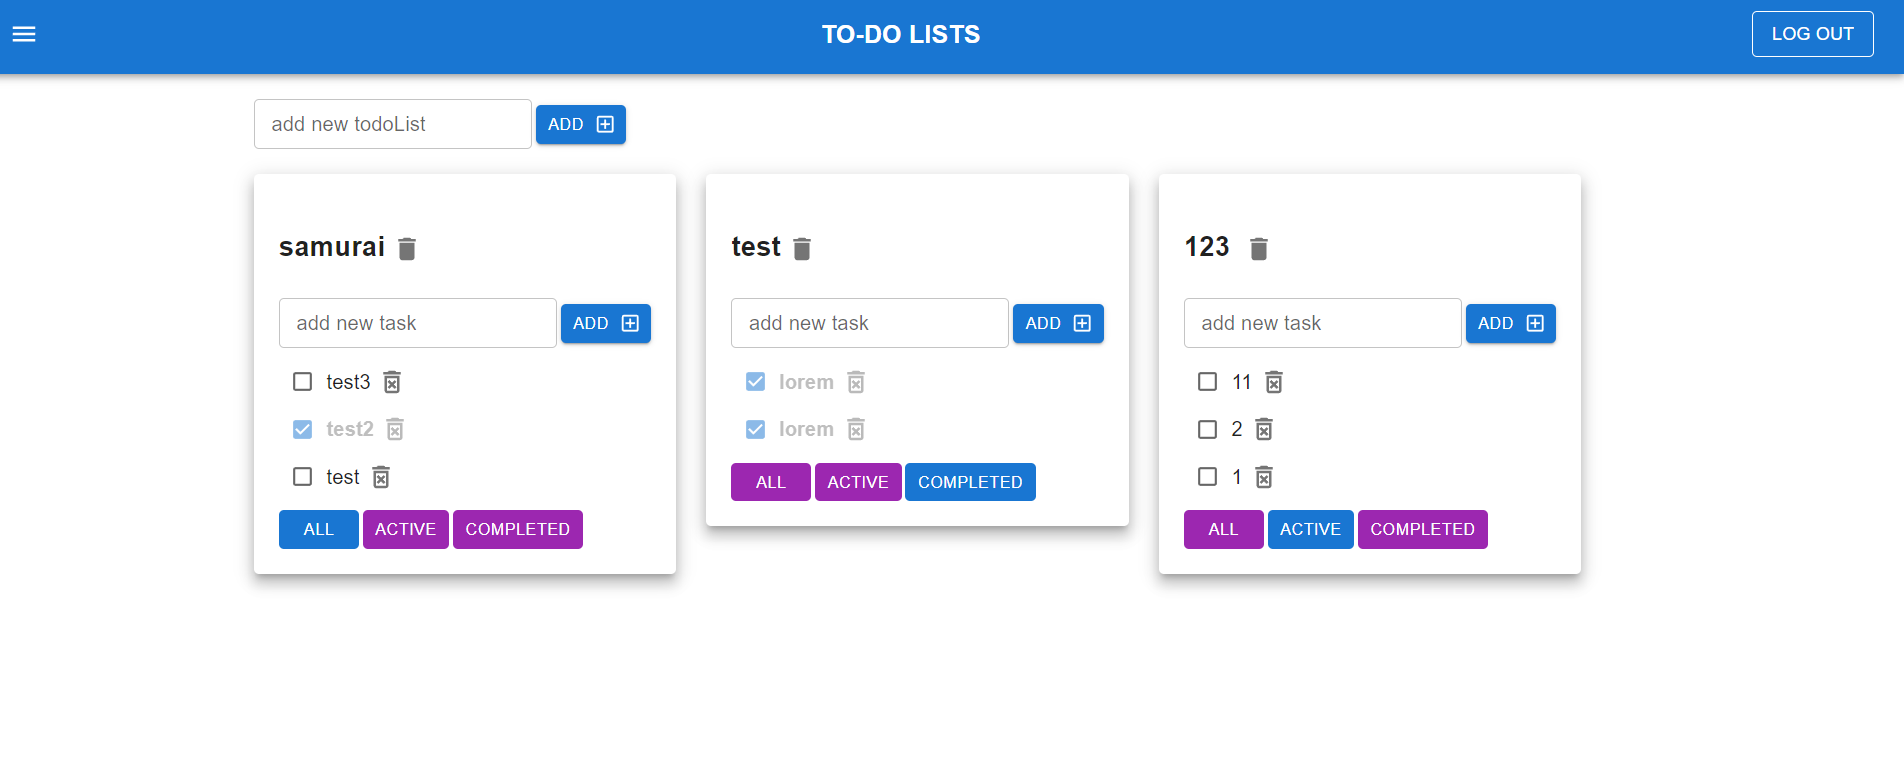 TO-DO LISTS
LOG OUT
add new todoList
ADD
samurai
add new task
ADD
test3
test2
test
ALL ACTIVE COMPLETED
test
add new task
ADD
lorem
lorem
ALL ACTIVE COMPLETED
123
add new task
ADD
11
2
1
ALL ACTIVE COMPLETED